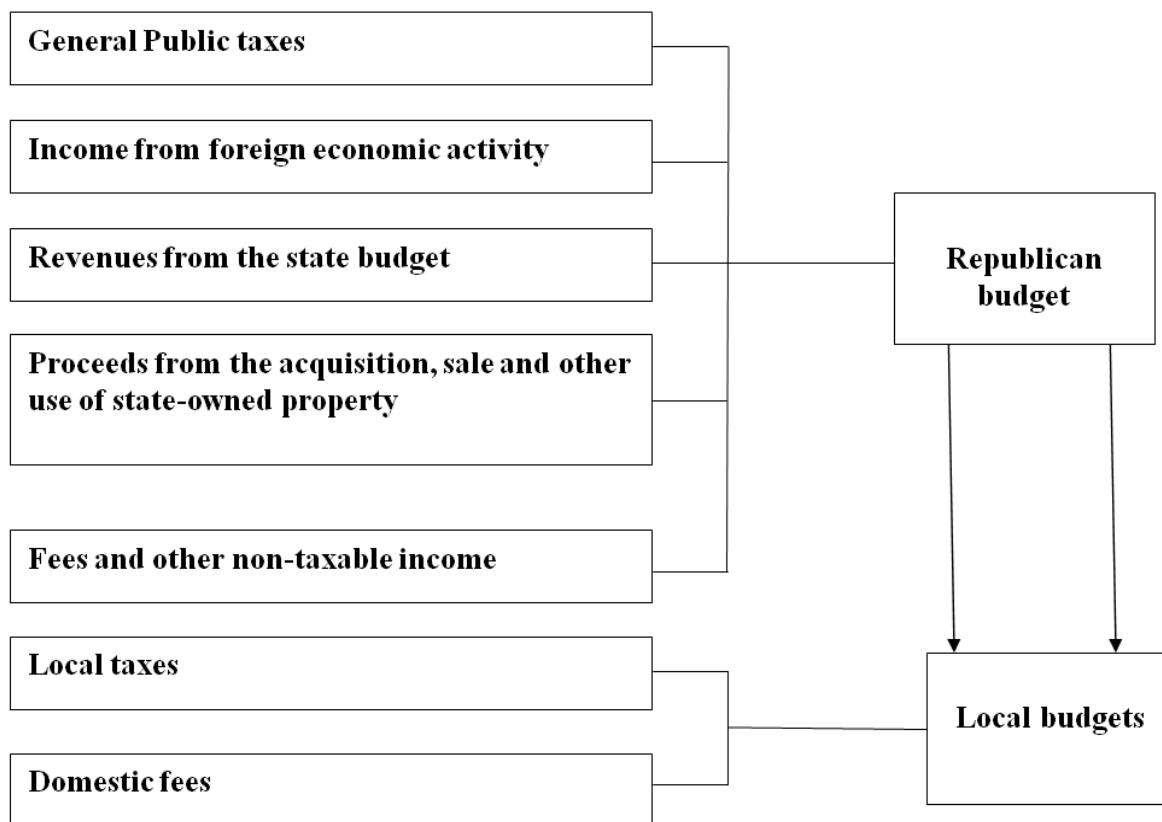 General Public taxes
Income from foreign economic activity
Revenues from the state budget
Proceeds from the acquisition, sale and other
use of state-owned property
Fees and other non-taxable income
Local taxes
Domestic fees
Republican
budget
Local budgets